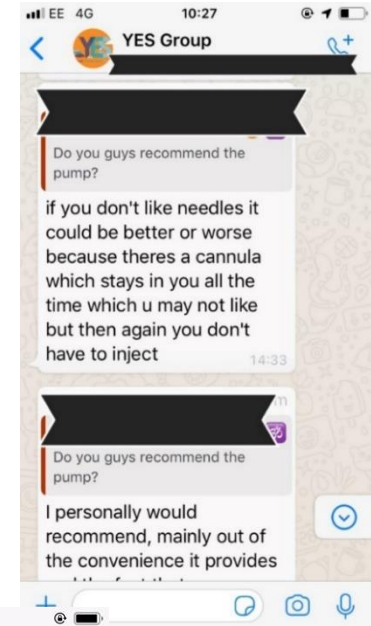 EE 4G 10:27
YES Group
Do you guys recommend the
pump?
if you don't like needles it
could be better or worse
because theres a cannula
which stays in you all the
time which u may not like
but then again you don't
have to inject
14:33
Do you guys recommend the
pump?
I personally would
recommend, mainly out of
the convenience it provides